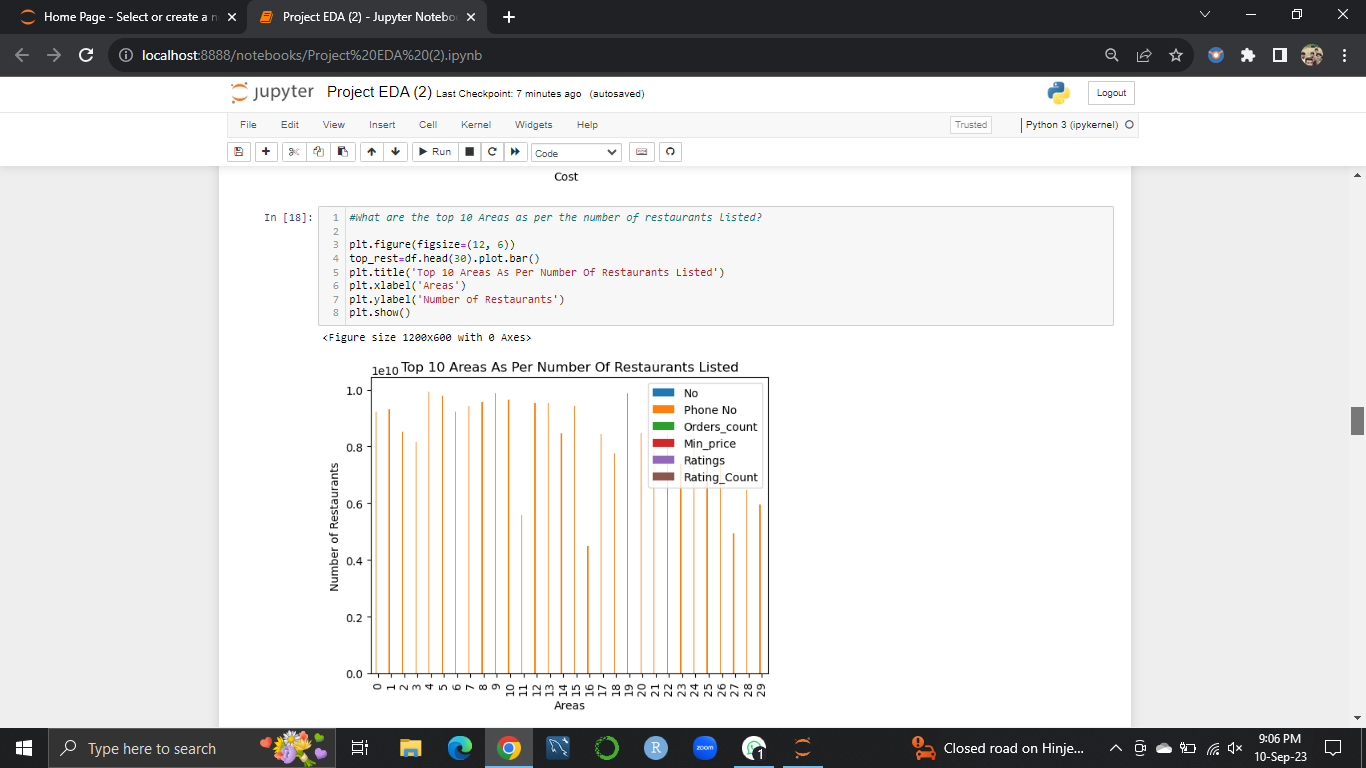 Home Page - Select or create a n
Project EDA (2) - Jupyter Notebo
localhost:8888/notebooks/Project%20EDA%20(2).ipynb
jupyter Project EDA (2) Last Checkpoint: 7 minutes ago (autosaved)
Logout
File Edit View Insert Cell Kernel Widgets Help
Trusted
Python 3 (ipykernel)
Run
Code
Cost
In [18]:
1 #What are the top 10 Areas as per the number of restaurants listed?
2
3 plt.figure(figsize=(12, 6))
4 top_rest=df.head(30).plot.bar()
5 plt.title('Top 10 Areas As Per Number Of Restaurants Listed')
6 plt.xlabel('Areas')
7 plt.ylabel('Number of Restaurants')
8 plt.show()
<Figure size 1200x600 with 0 Axes>
1e10 Top 10 Areas As Per Number Of Restaurants Listed
1.0
0.8
0.6
0.4
0.2
0.0
Number of Restaurants
No
Phone No
Orders_count
Min_price
Ratings
Rating_Count
0 1 2 3 4 5 6 7 8 9 10 11 12 13 14 15 16 17 18 19 20 21 22 23 24 25 26 27 28 29
Areas
Type here to search
R
zoom
1
Closed road on Hinje...
9:06 PM
10-Sep-23